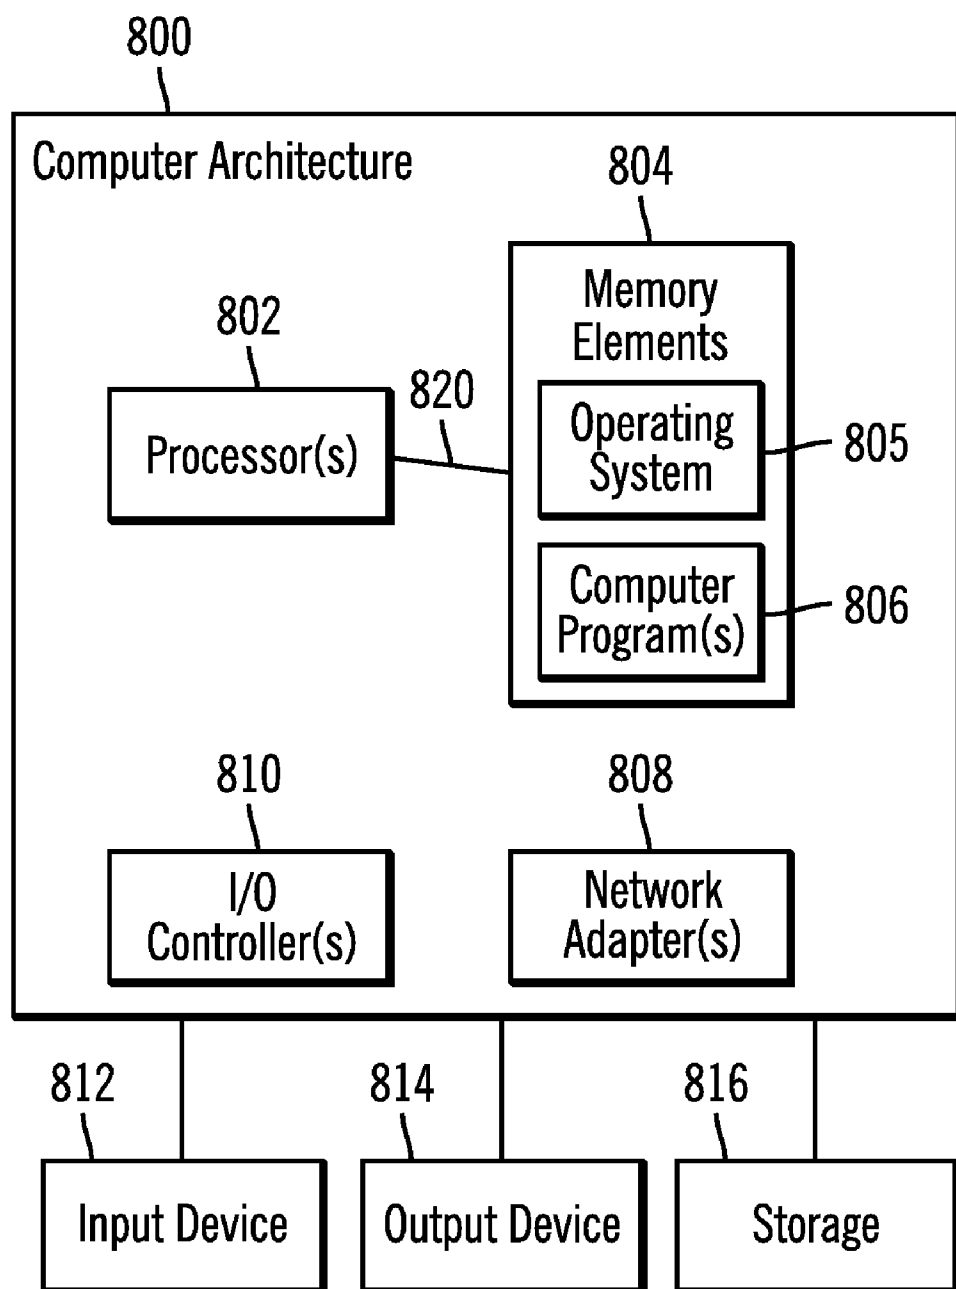 800
Computer Architecture
804
Memory
Elements
802
820
Processor(s)
Operating
System
805
Computer
Program(s)
806
810
808
I/O
Controller(s)
Network
Adapter(s)
812
814
816
Input Device
Output Device
Storage